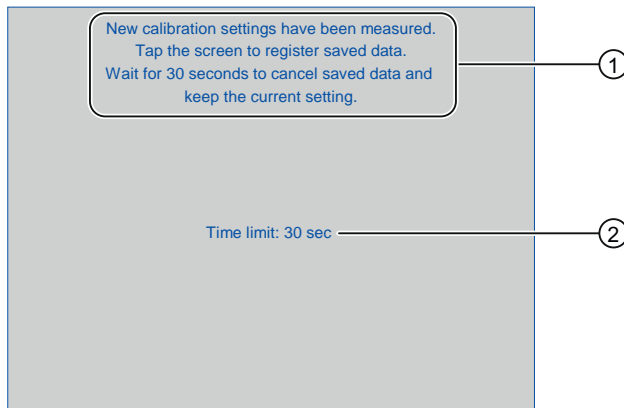 New calibration settings have been measured.
Tap the screen to register saved data.
Wait for 30 seconds to cancel saved data and
keep the current setting.
1
Time limit: 30 sec
2